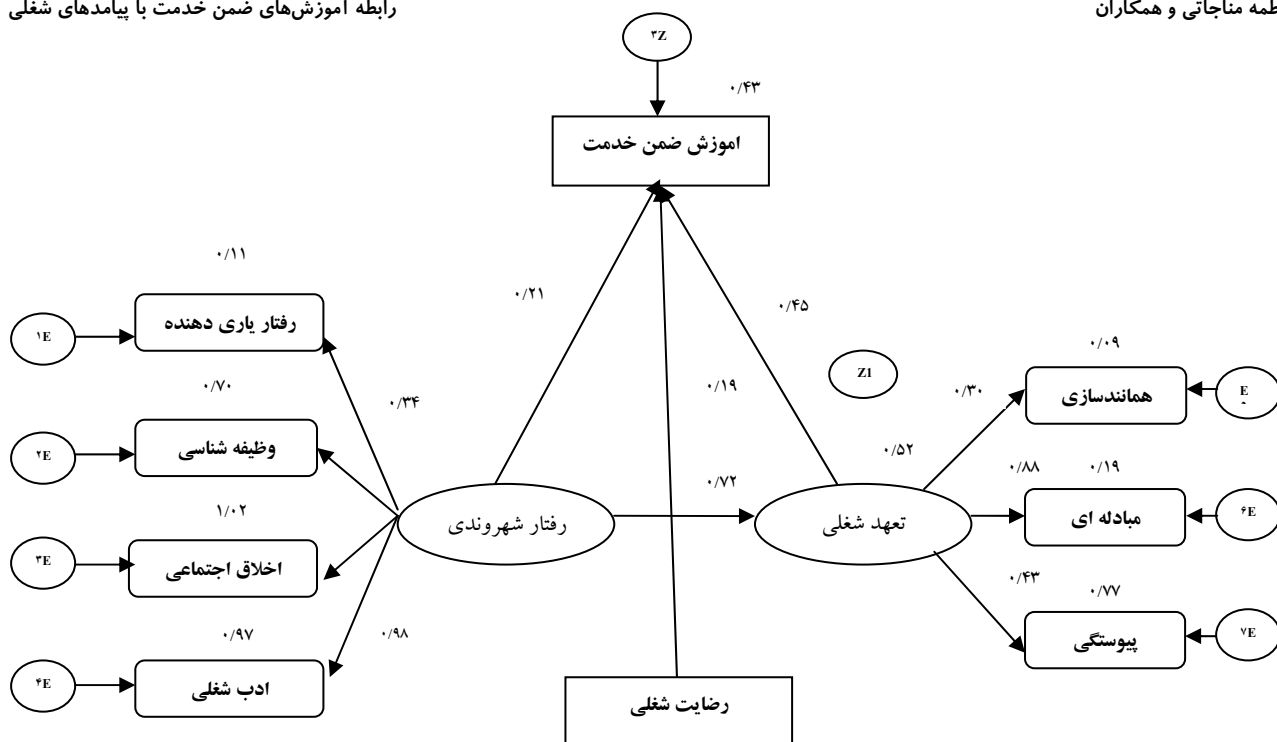 رابطه آموزش‌های ضمن خدمت با پیامدهای شغلی
طمه مناجاتی و همکاران
۳Z
۰/۴۳
اموزش ضمن خدمت
۰/۱۱
۰/۲۱
۰/۴۵
رفتار یاری دهنده
۱E
Z1
۰/۰۹
همانندسازی
E
۰/۷۰
۰/۳۴
۰/۱۹
۰/۳۰
وظیفه شناسی
۲E
۰/۵۲
۰/۷۲
۰/۸۸
۰/۱۹
۱/۰۲
رفتار شهروندی
تعهد شغلی
مبادله ای
۶E
اخلاق اجتماعی
۳E
۰/۴۳
۰/۷۷
۰/۹۷
۰/۹۸
پیوستگی
۷E
ادب شغلی
۴E
رضایت شغلی